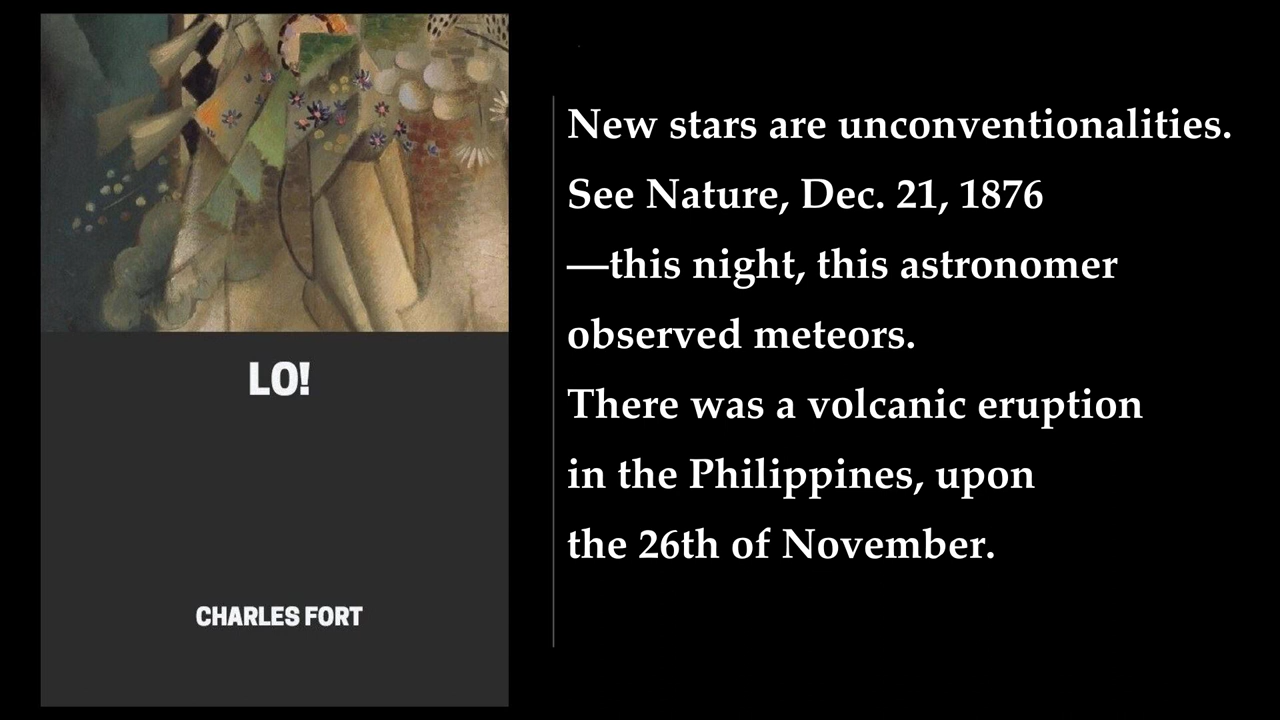 LO!
CHARLES FORT
New stars are unconventionalities.
See Nature, Dec. 21, 1876
—this night, this astronomer
observed meteors.
There was a volcanic eruption
in the Philippines, upon
the 26th of November.